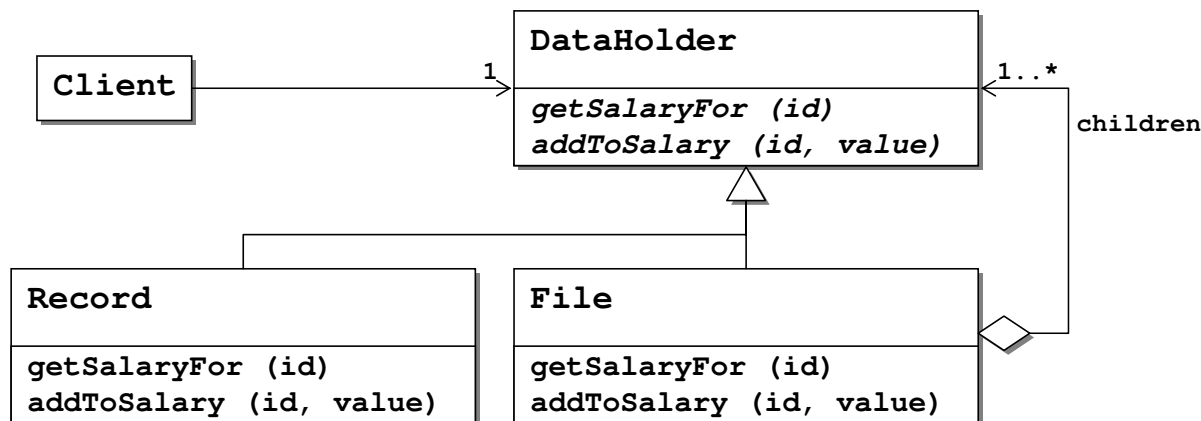 DataHolder
Client
1
1..*
getSalaryFor (id)
addToSalary (id, value)
children
Record
File
getSalaryFor (id)
addToSalary (id, value)
getSalaryFor (id)
addToSalary (id, value)